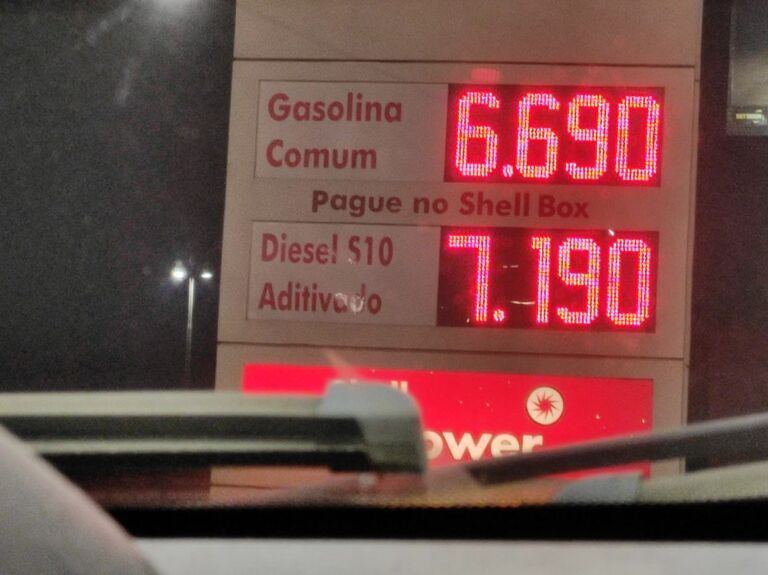 Gasolina
Comum
6.690
Pague no Shell Box
Diesel S10
Aditivado
7.190